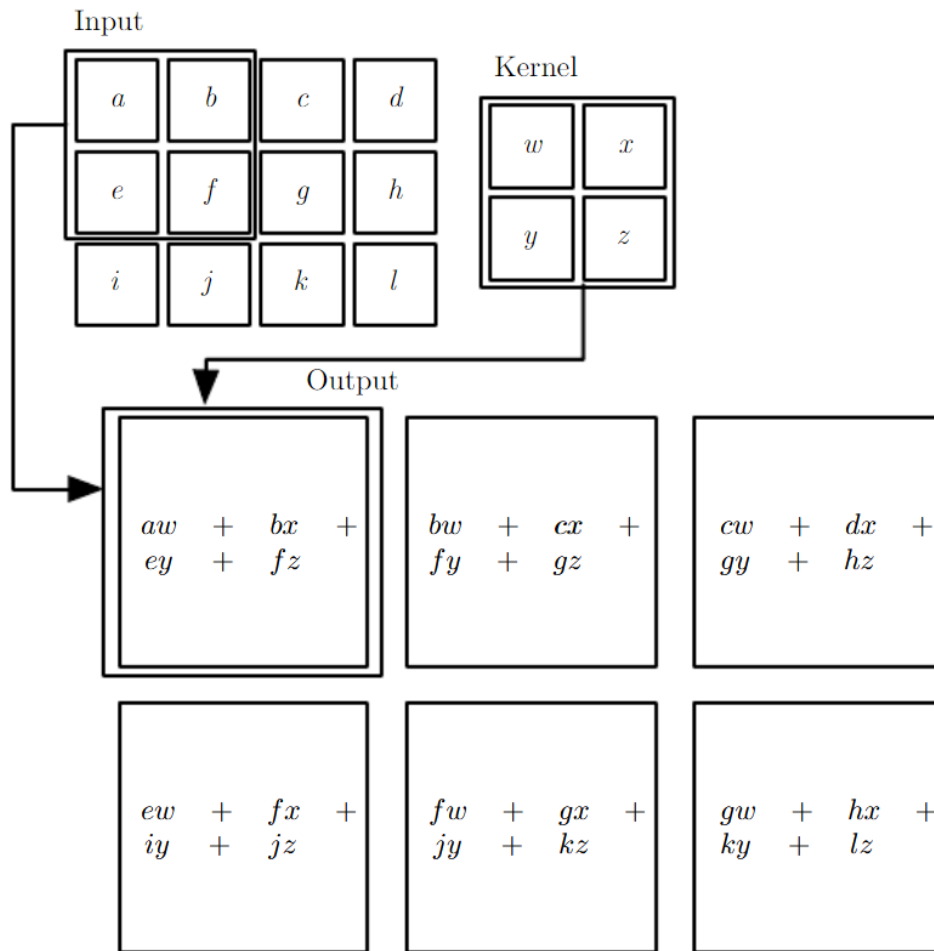 Input
Kernel
a b c d
w x
e f g h
y z
i j k l
Output
aw + bx +
ey + fz
bw + cx +
fy + gz
cw + dx +
gy + hz
ew + fx +
iy + jz
fw + gx +
jy + kz
gw + hx +
ky + lz